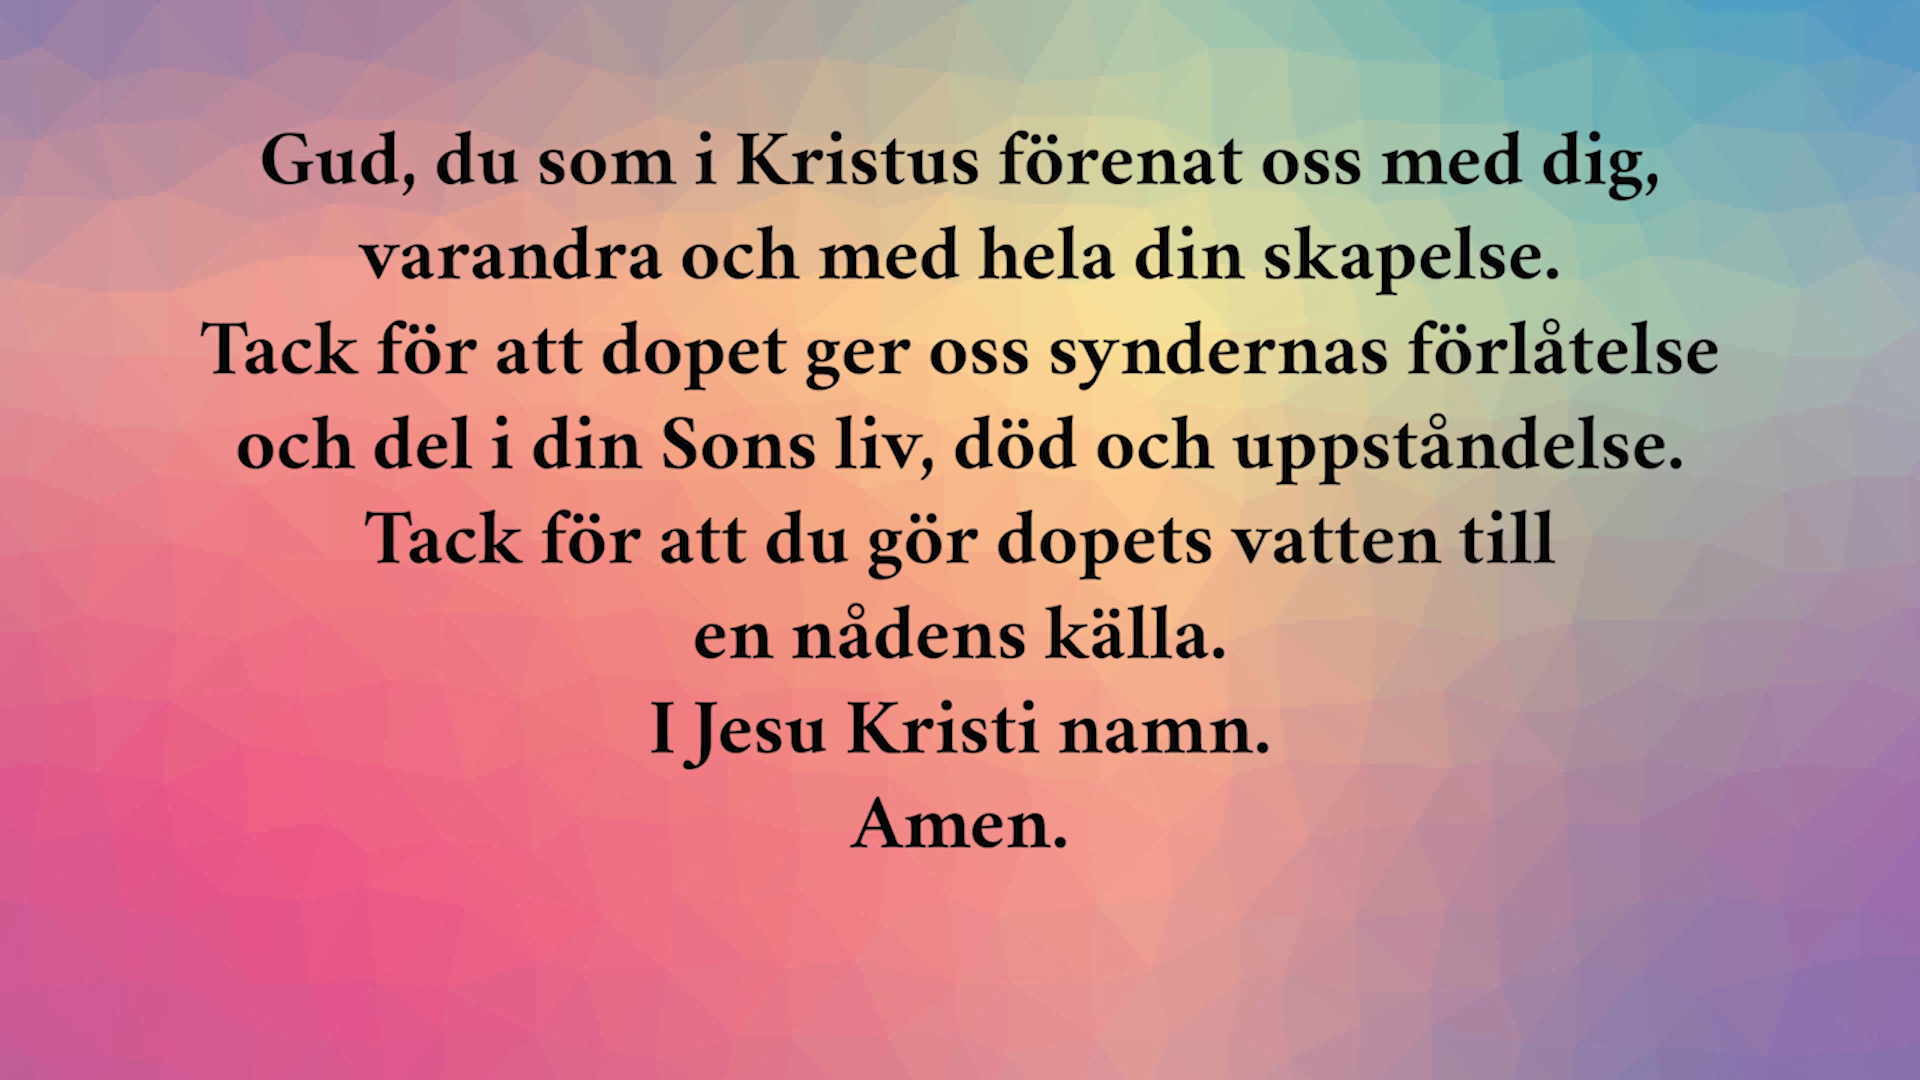 Gud, du som i Kristus förenat oss med dig,
varandra och med hela din skapelse.
Tack för att dopet ger oss syndernas förlåtelse
och del i din Sons liv, död och uppståndelse.
Tack för att du gör dopets vatten till
en nådens källa.
I Jesu Kristi namn.
Amen.